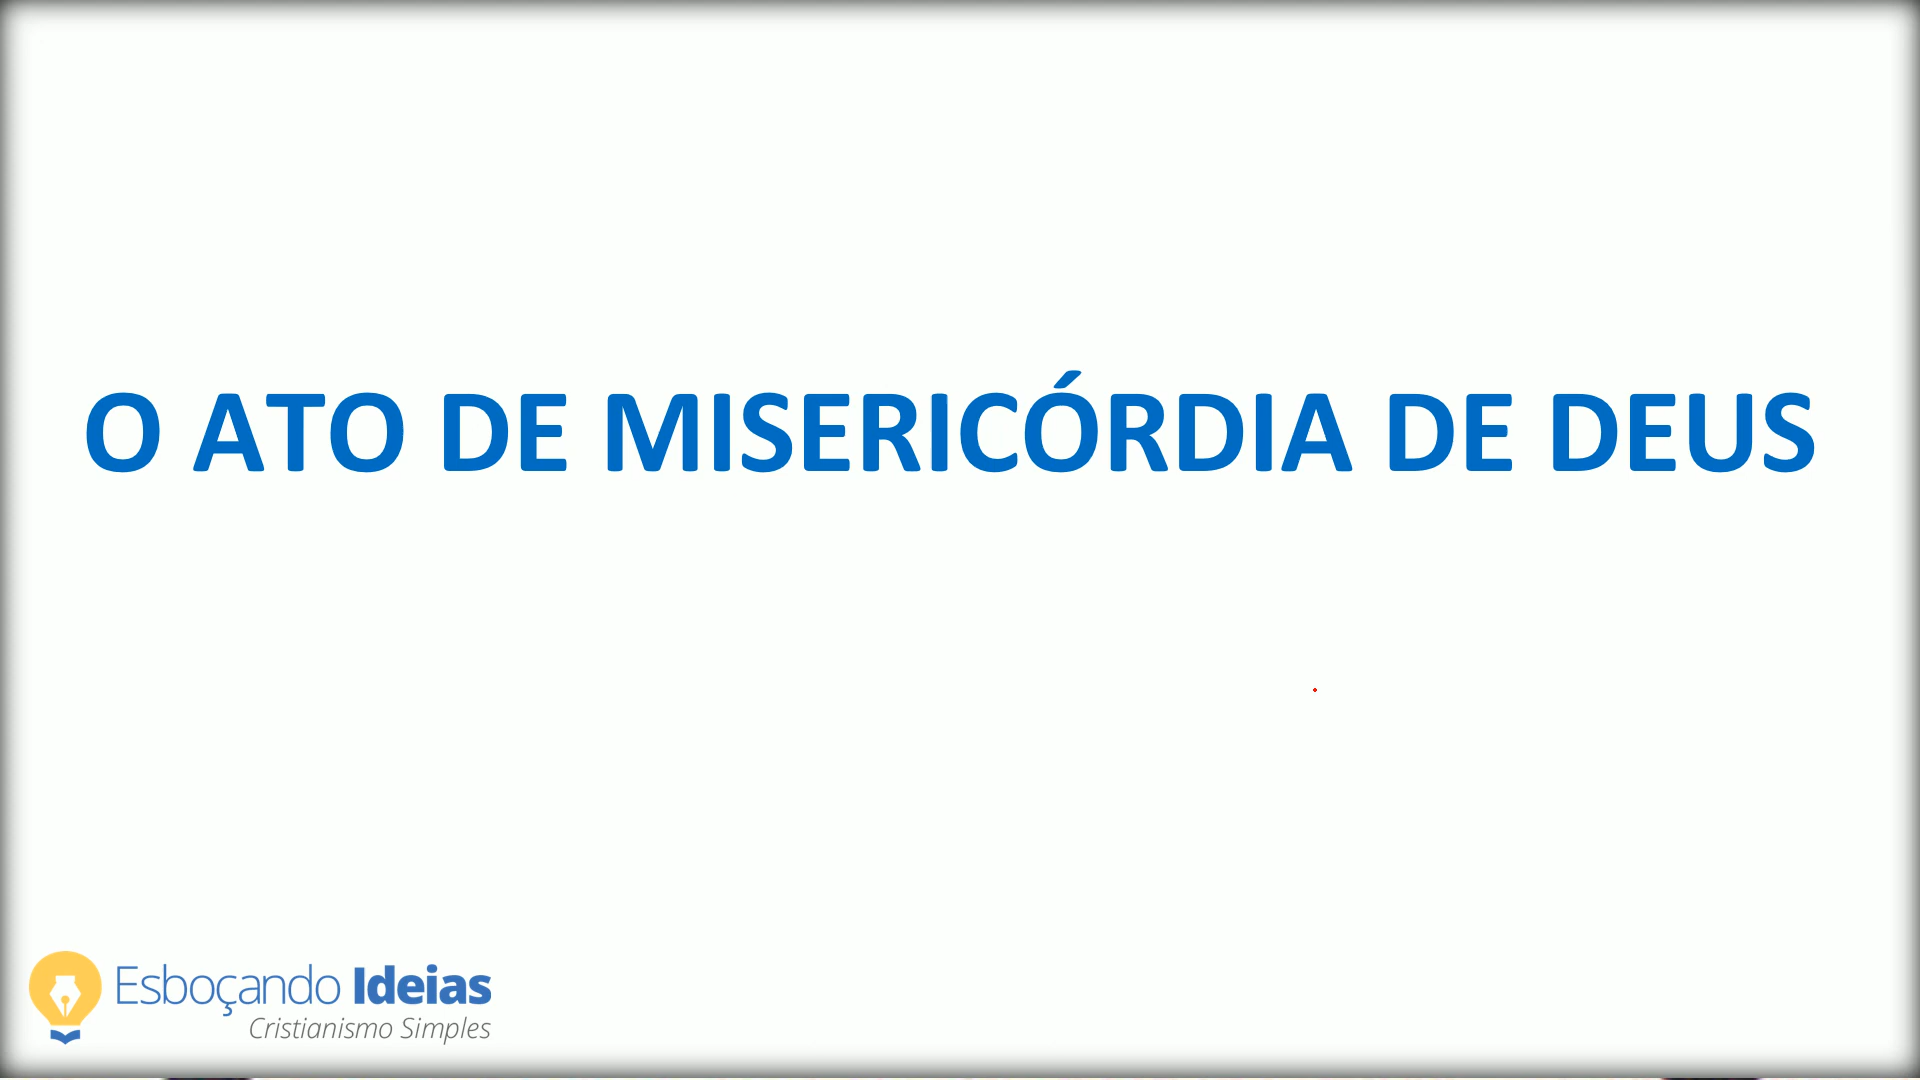 O ATO DE MISERICÓRDIA DE DEUS
Esboçando Ideias
Cristianismo Simples